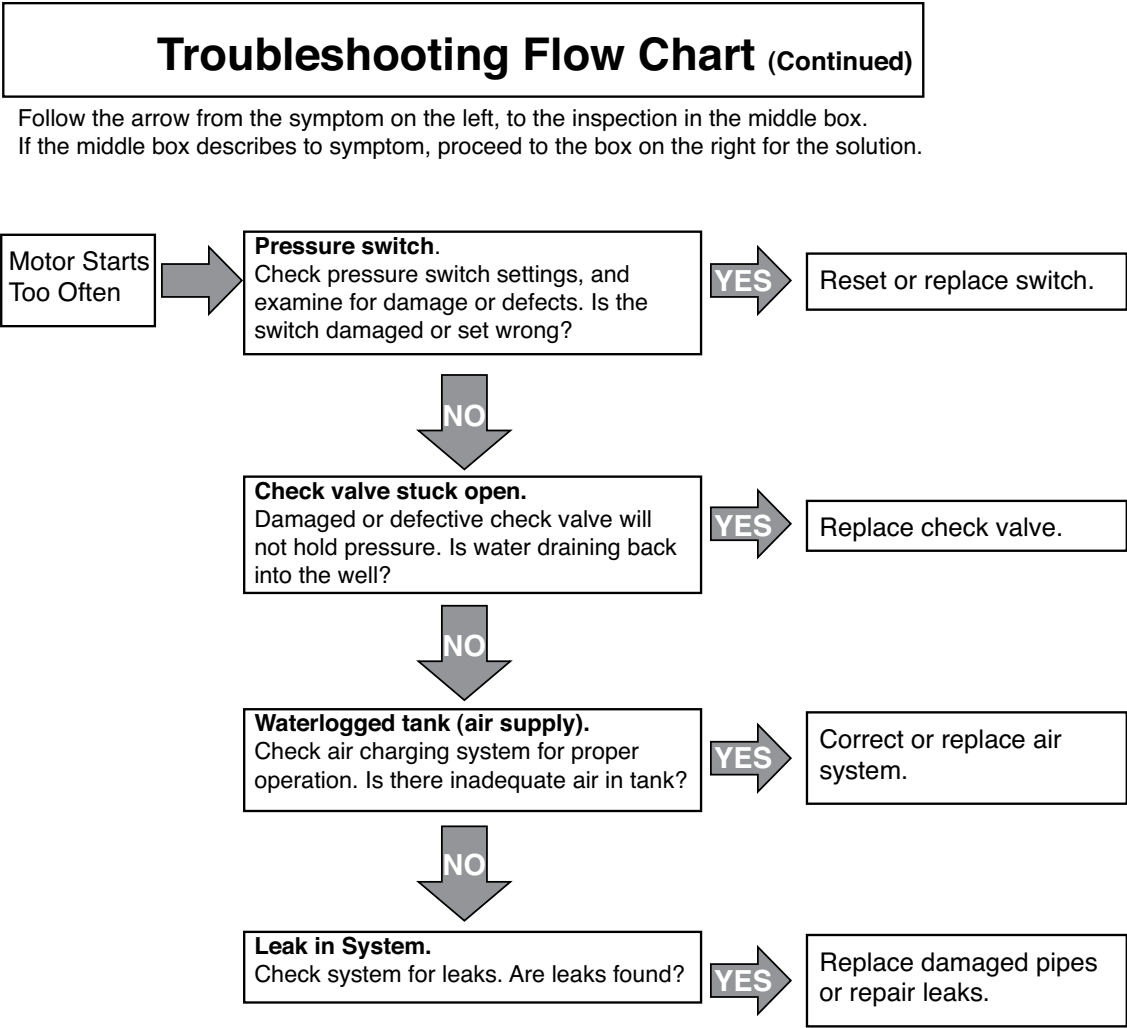 Troubleshooting Flow Chart (Continued)
Follow the arrow from the symptom on the left, to the inspection in the middle box.
If the middle box describes to symptom, proceed to the box on the right for the solution.
Motor Starts
Too Often
Pressure switch.
Check pressure switch settings, and
examine for damage or defects. Is the
switch damaged or set wrong?
YES
Reset or replace switch.
NO
Check valve stuck open.
Damaged or defective check valve will
not hold pressure. Is water draining back
into the well?
YES
Replace check valve.
NO
Waterlogged tank (air supply).
Check air charging system for proper
operation. Is there inadequate air in tank?
YES
Correct or replace air
system.
NO
Leak in System.
Check system for leaks. Are leaks found?
YES
Replace damaged pipes
or repair leaks.